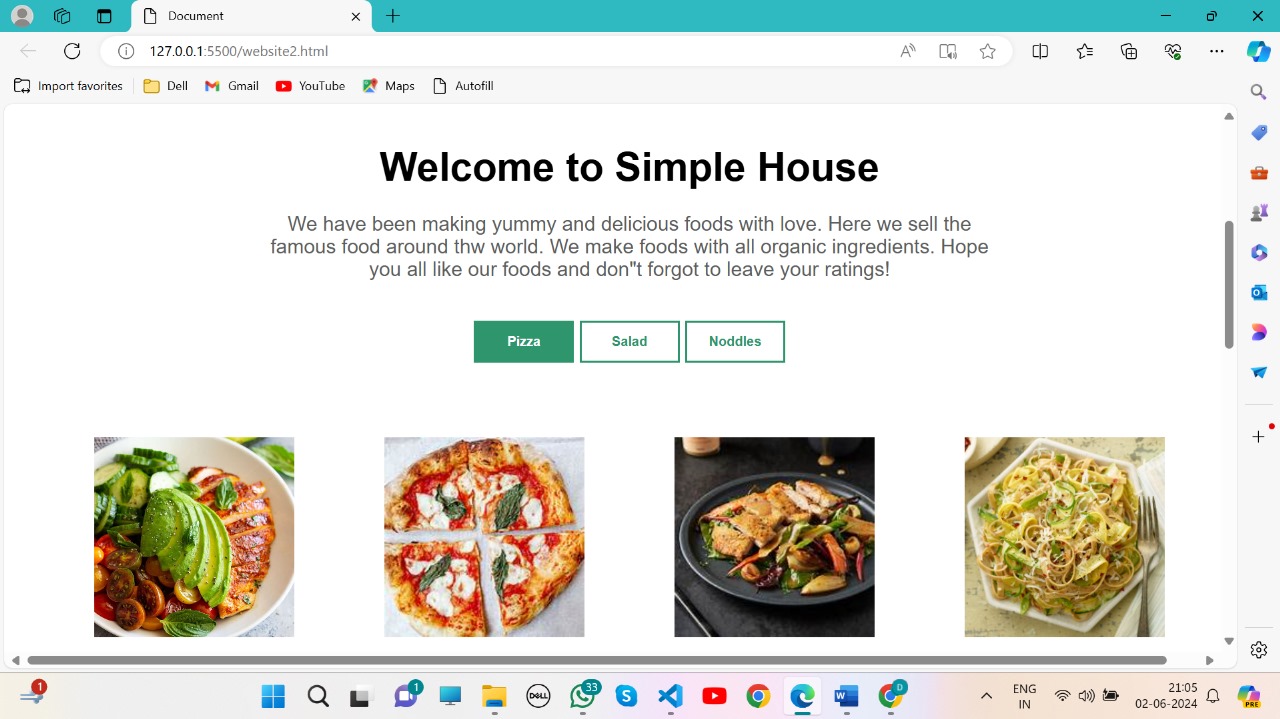 Document
127.0.0.1:5500/website2.html
Import favorites Dell Gmail YouTube Maps Autofill
Welcome to Simple House
We have been making yummy and delicious foods with love. Here we sell the
famous food around thw world. We make foods with all organic ingredients. Hope
you all like our foods and don"t forgot to leave your ratings!
Pizza Salad Noddles
1
1
DELL
33
D
ENG
IN
21:05
02-06-2024
PRE